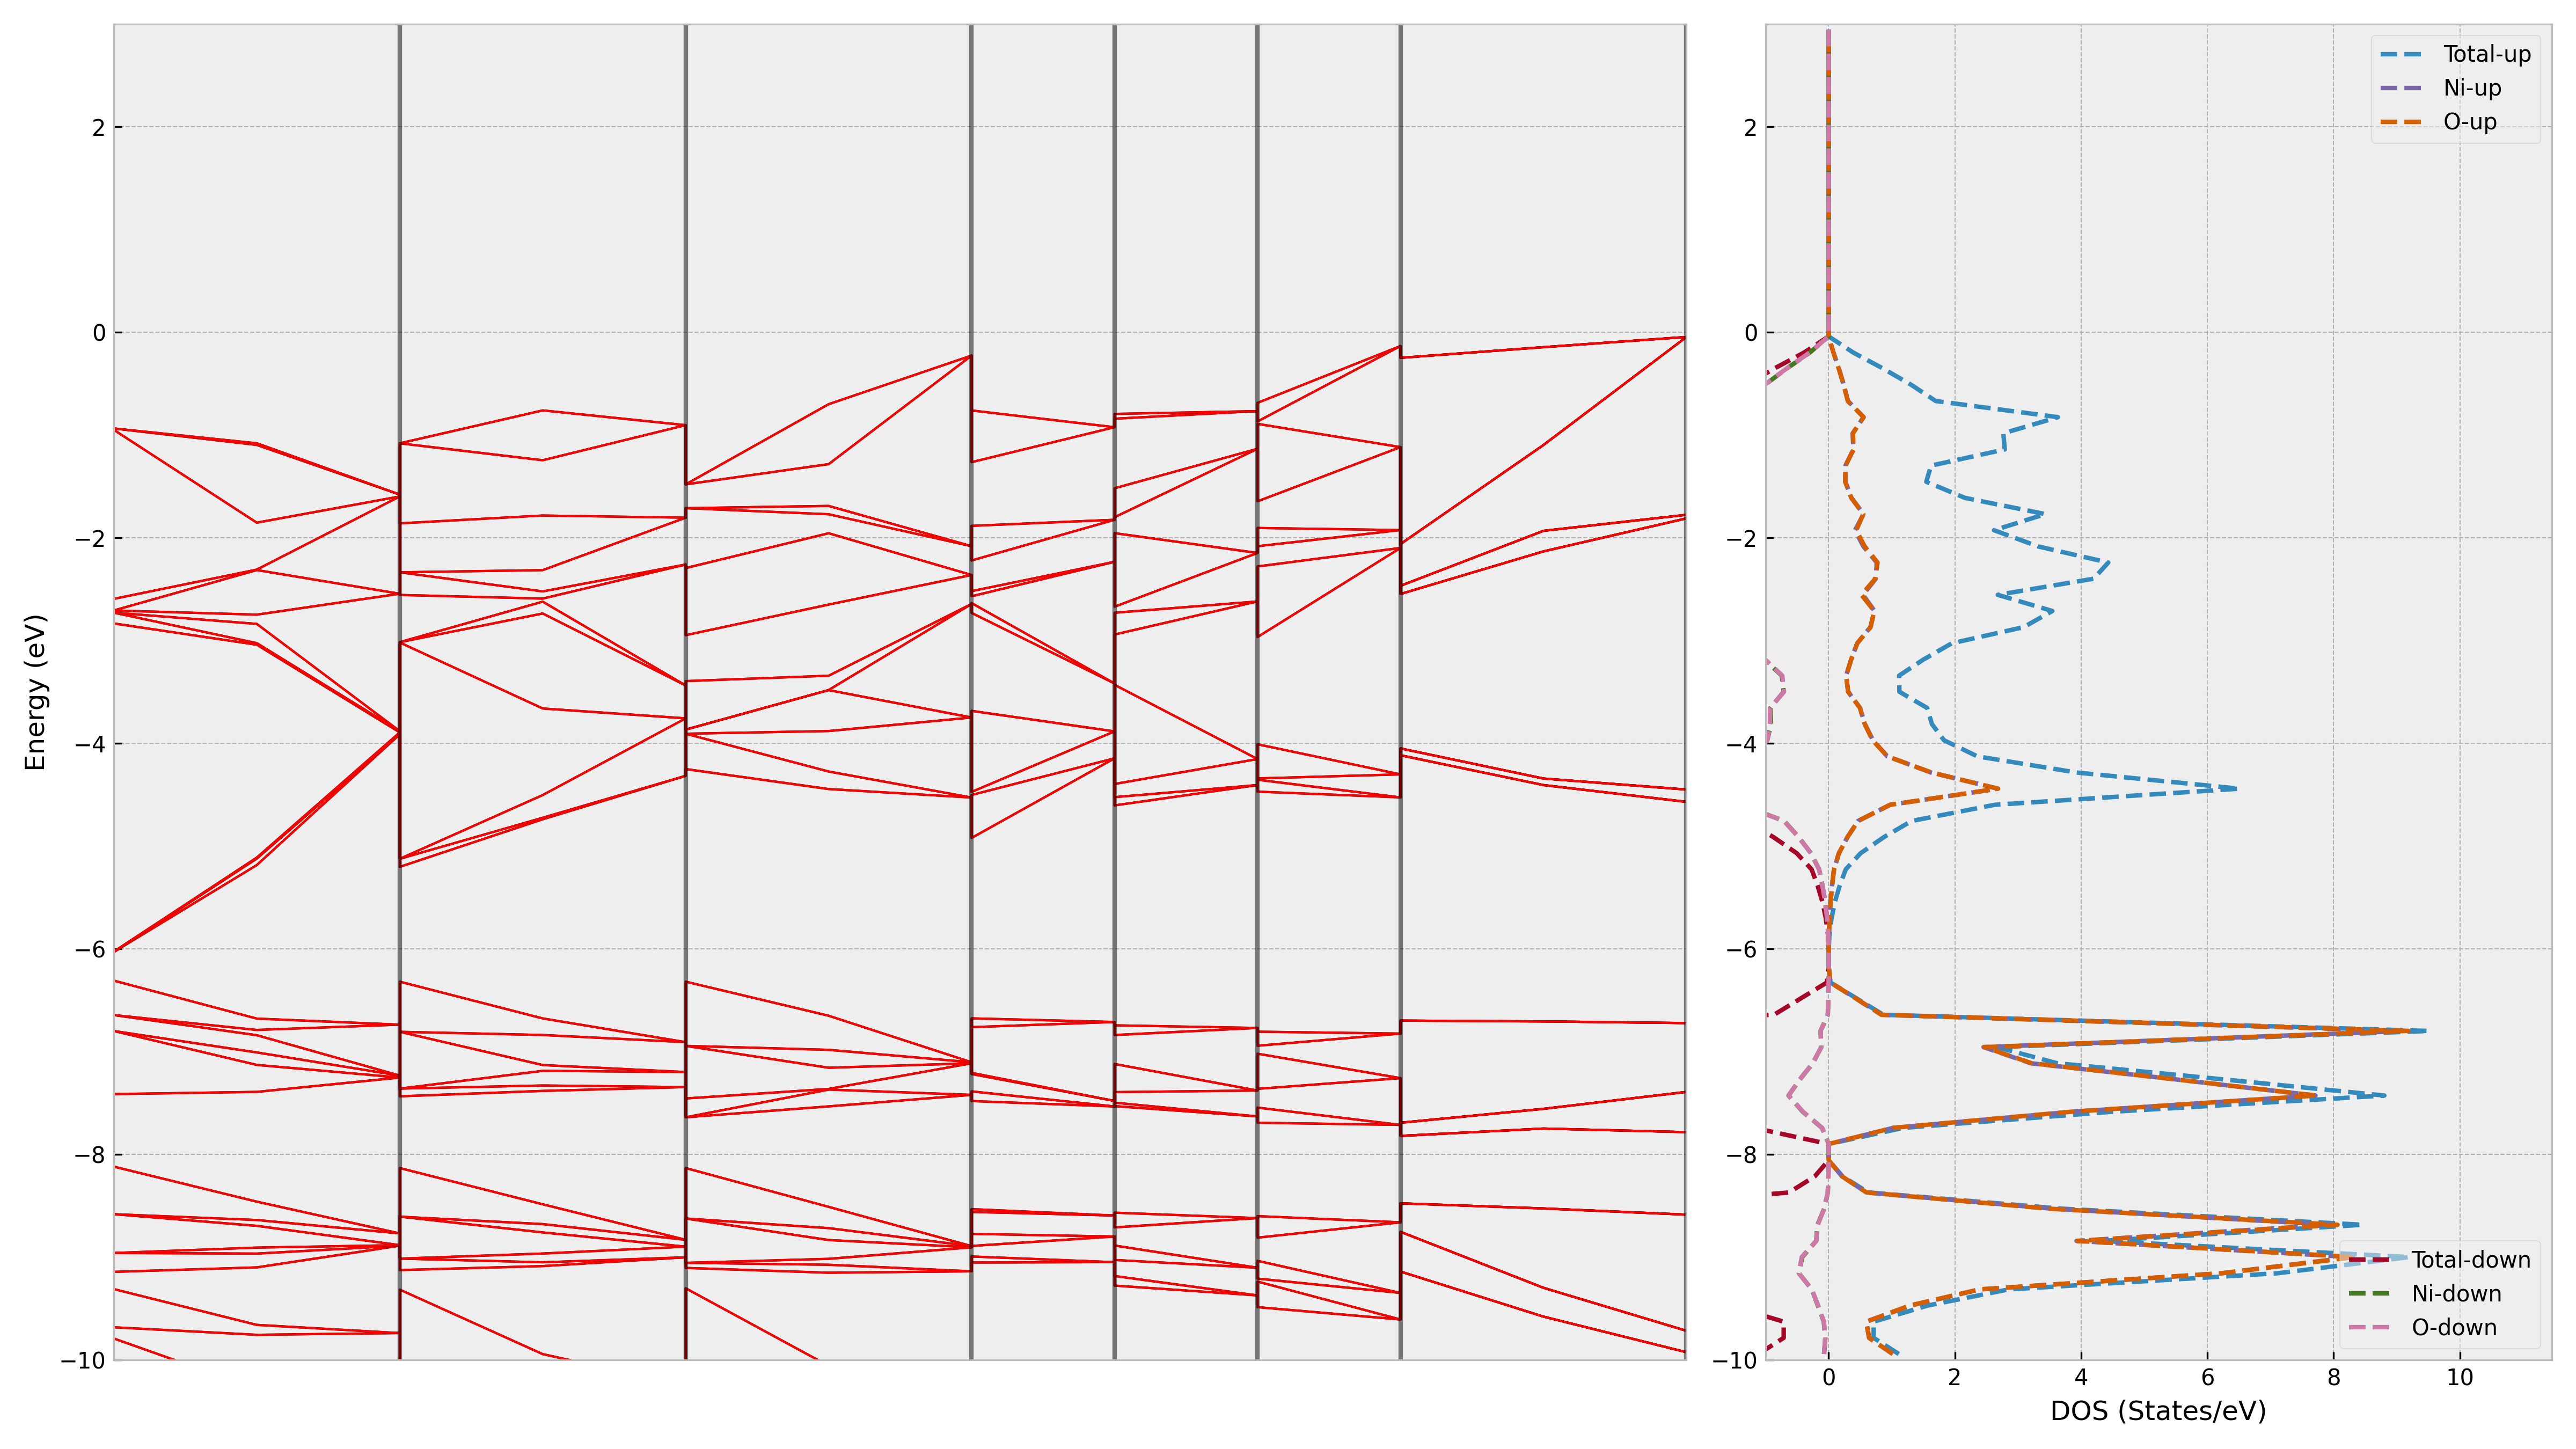 Energy (eV)
2
0
−2
−4
−6
−8
−10
2
0
−2
−4
−6
−8
−10
Total-up
Ni-up
O-up
Total-down
Ni-down
O-down
0 2 4 6 8 10
DOS (States/eV)